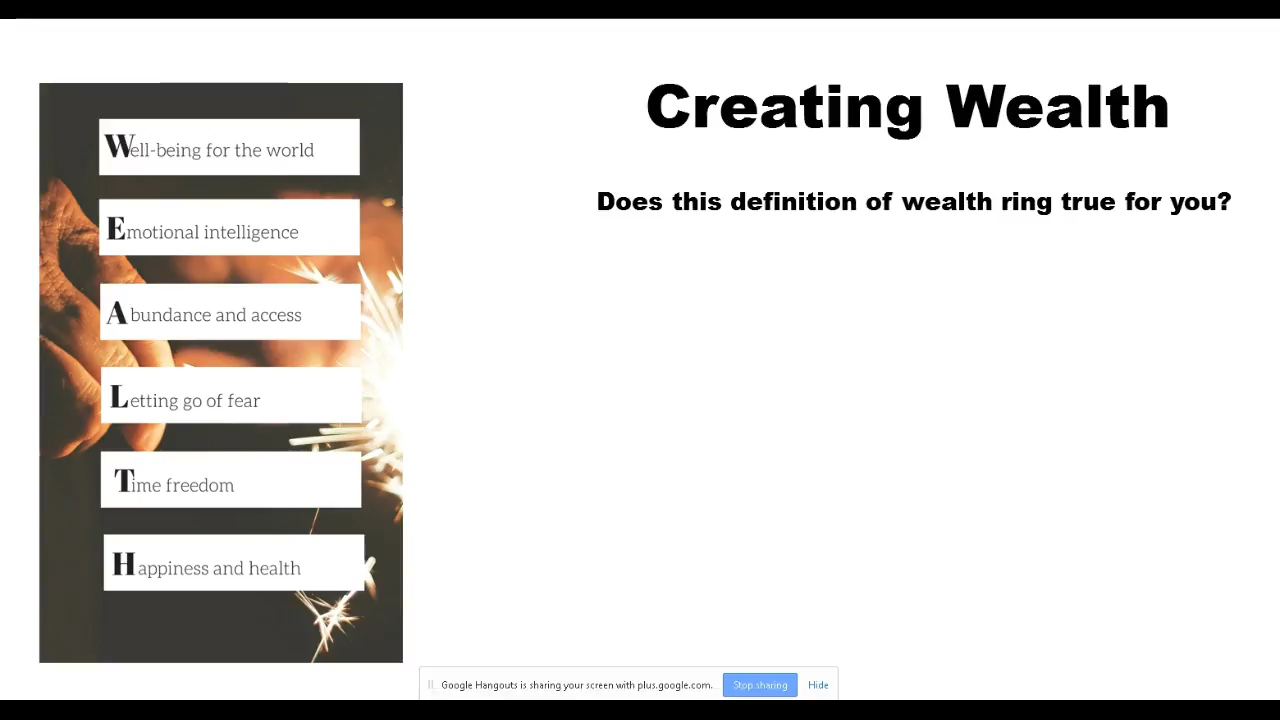 Creating Wealth
Does this definition of wealth ring true for you?
Well-being for the world
Emotional intelligence
Abundance and access
Letting go of fear
Time freedom
Happiness and health
Google Hangouts is sharing your screen with plus.google.com. Stop sharing Hide